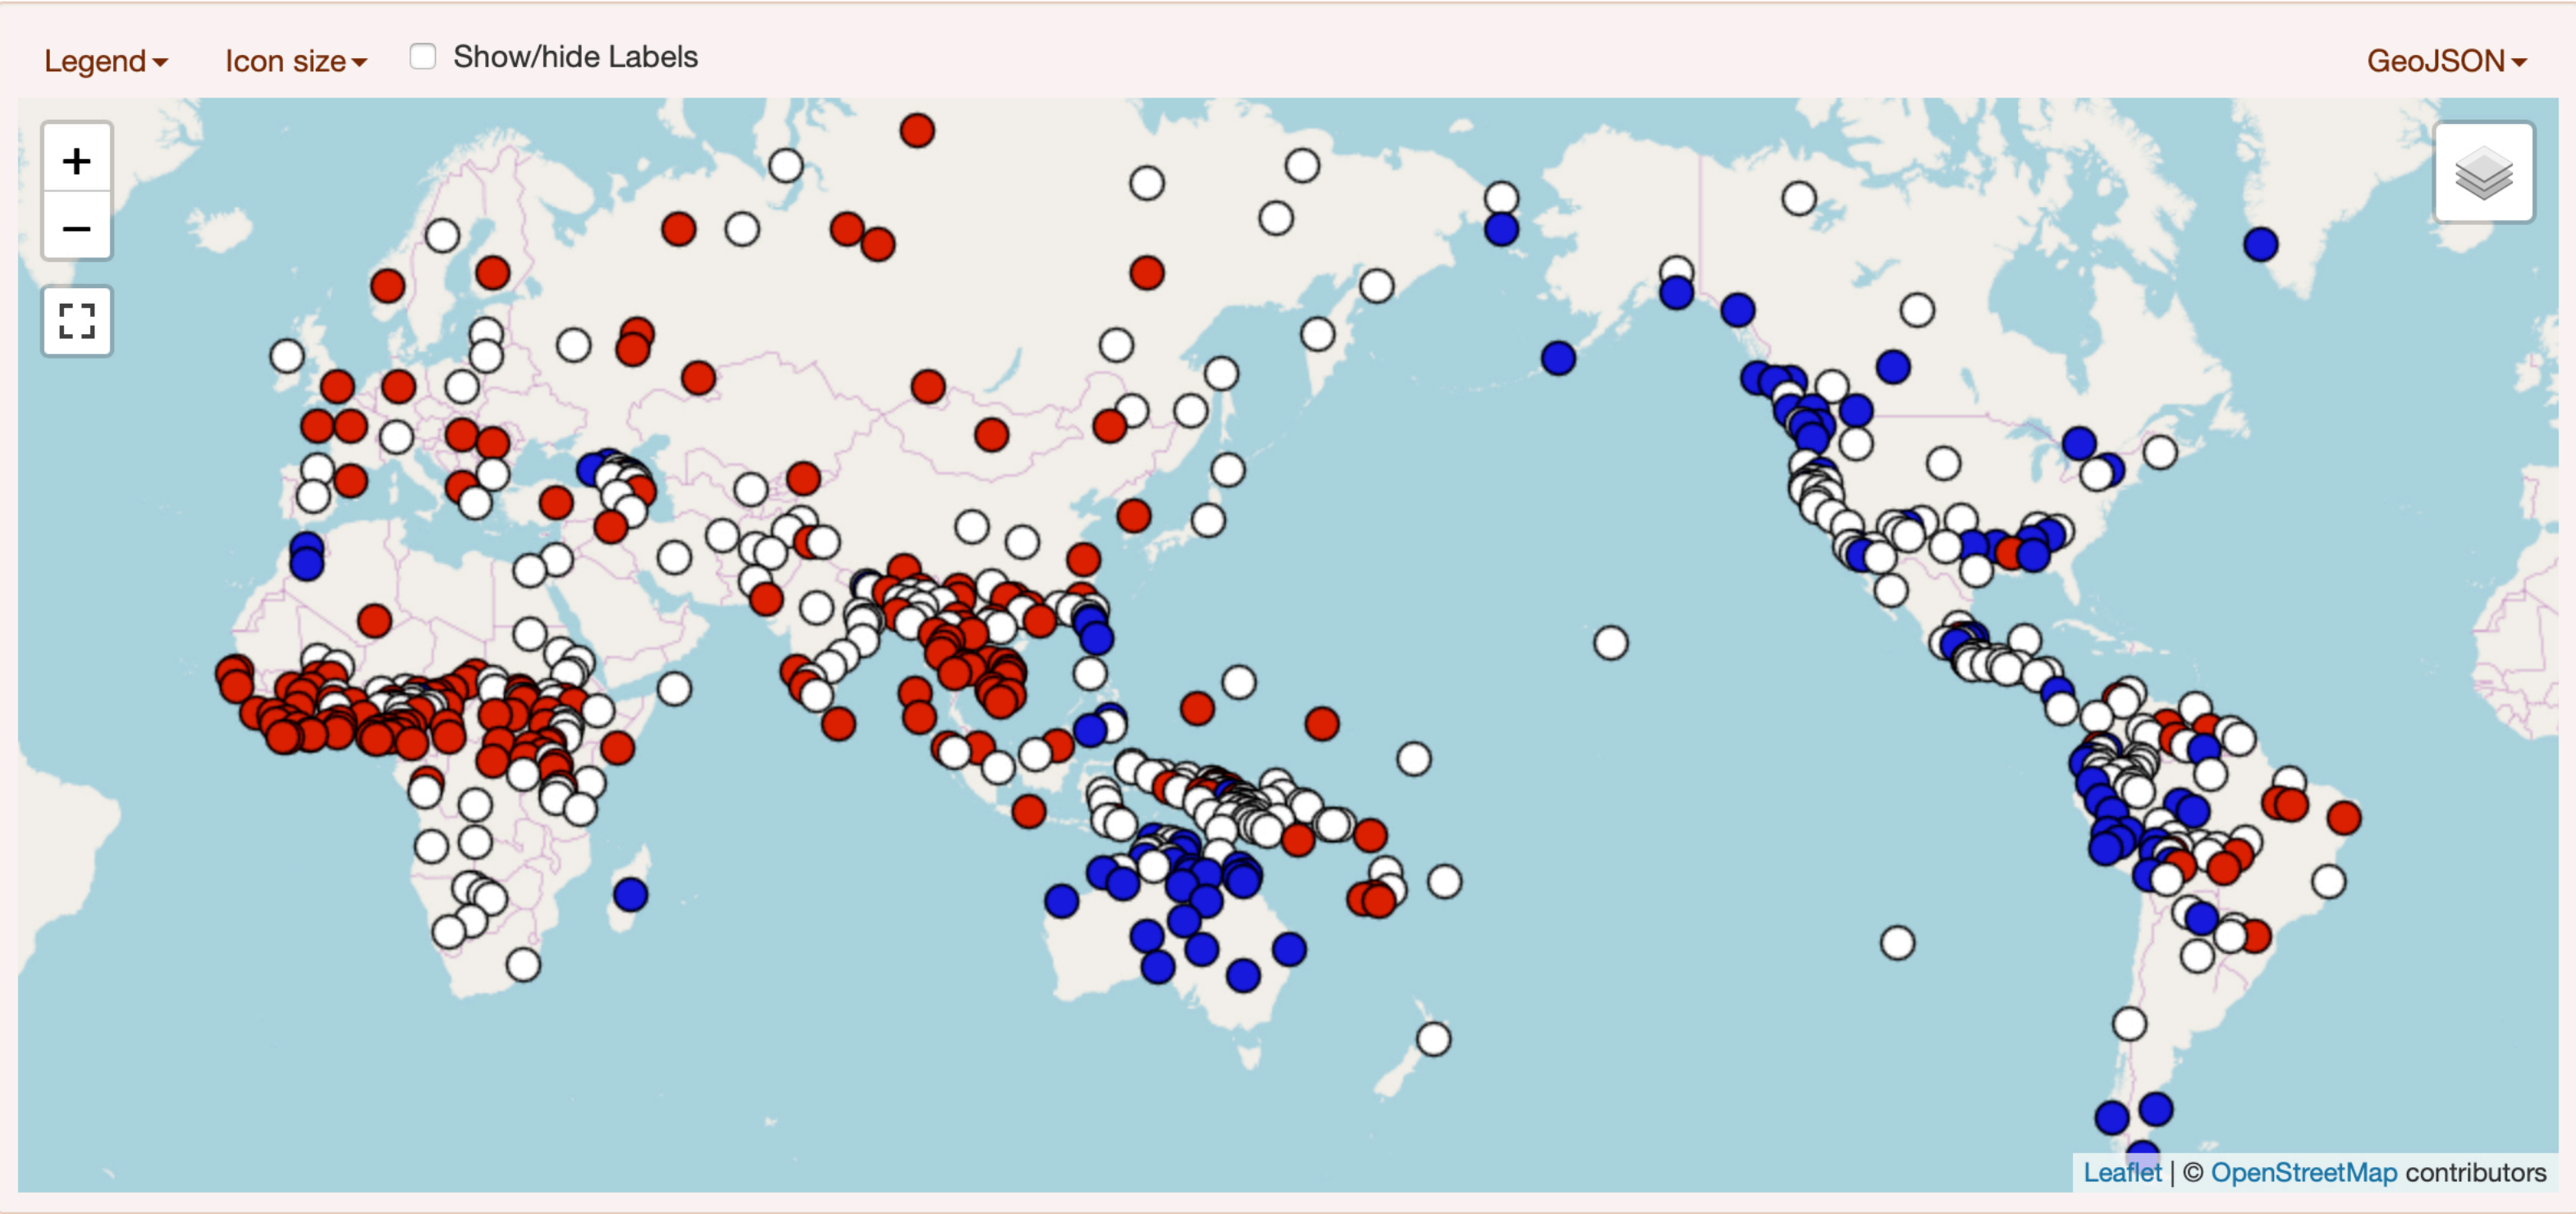 Legend
Icon size
Show/hide Labels
GeoJSON
+
−
Leaflet | © OpenStreetMap contributors